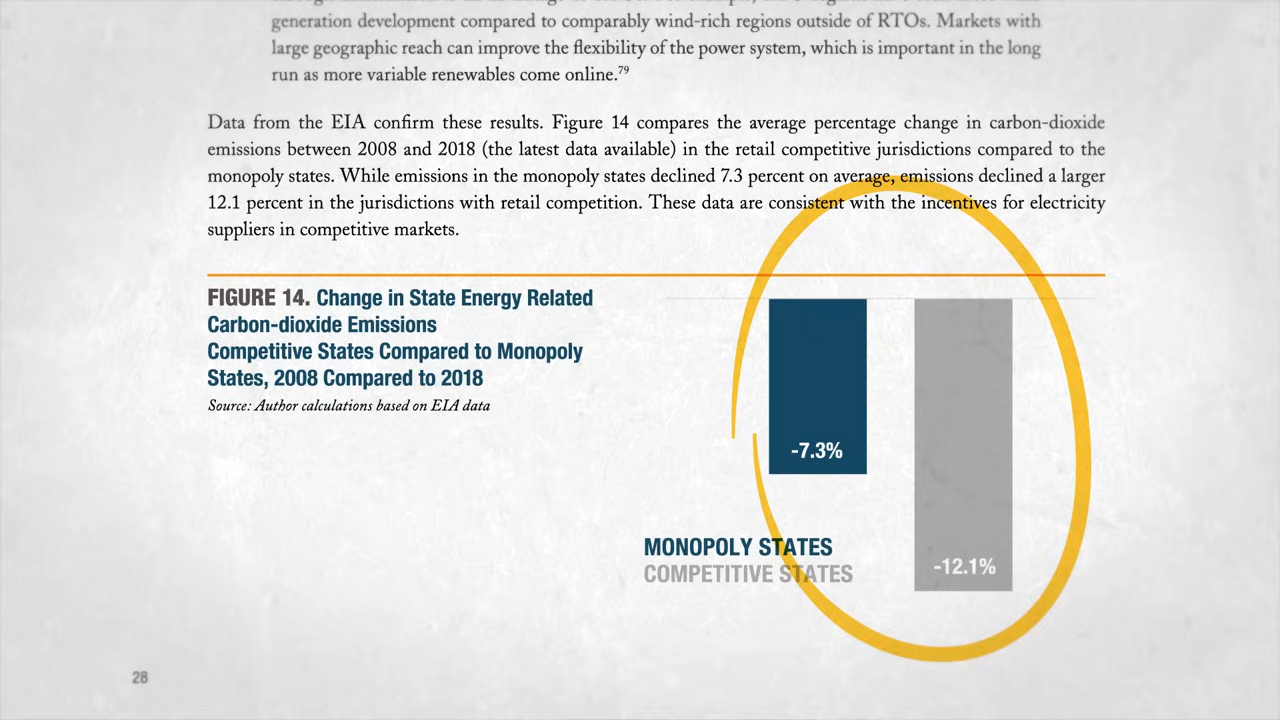 generation development compared to comparably wind-rich regions outside of RTOs. Markets with
large geographic reach can improve the flexibility of the power system, which is important in the long
run as more variable renewables come online.79
Data from the EIA confirm these results. Figure 14 compares the average percentage change in carbon-dioxide
emissions between 2008 and 2018 (the latest data available) in the retail competitive jurisdictions compared to the
monopoly states. While emissions in the monopoly states declined 7.3 percent on average, emissions declined a larger
12.1 percent in the jurisdictions with retail competition. These data are consistent with the incentives for electricity
suppliers in competitive markets.
FIGURE 14. Change in State Energy Related
Carbon-dioxide Emissions
Competitive States Compared to Monopoly
States, 2008 Compared to 2018
Source: Author calculations based on EIA data
-7.3%
-12.1%
MONOPOLY STATES
COMPETITIVE STATES
28